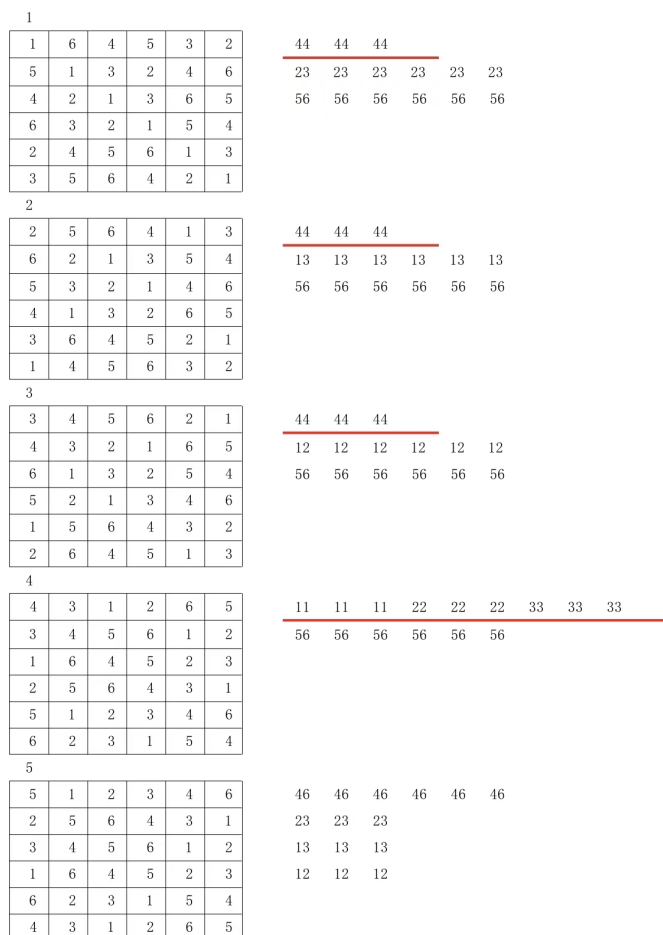 1
1 6 4 5 3 2 44 44 44
5 1 3 2 4 6 23 23 23 23 23 23
4 2 1 3 6 5 56 56 56 56 56 56
6 3 2 1 5 4
2 4 5 6 1 3
3 5 6 4 2 1
2
2 5 6 4 1 3 44 44 44
6 2 1 3 5 4 13 13 13 13 13 13
5 3 2 1 4 6 56 56 56 56 56 56
4 1 3 2 6 5
3 6 4 5 2 1
1 4 5 6 3 2
3
3 4 5 6 2 1 44 44 44
4 3 2 1 6 5 12 12 12 12 12 12
6 1 3 2 5 4 56 56 56 56 56 56
5 2 1 3 4 6
1 5 6 4 3 2
2 6 4 5 1 3
4
4 3 1 2 6 5 11 11 11 22 22 22 33 33 33
3 4 5 6 1 2 56 56 56 56 56 56
1 6 4 5 2 3
2 5 6 4 3 1
5 1 2 3 4 6
6 2 3 1 5 4
5
5 1 2 3 4 6 46 46 46 46 46 46
2 5 6 4 3 1 23 23 23
3 4 5 6 1 2 13 13 13
1 6 4 5 2 3 12 12 12
6 2 3 1 5 4
4 3 1 2 6 5